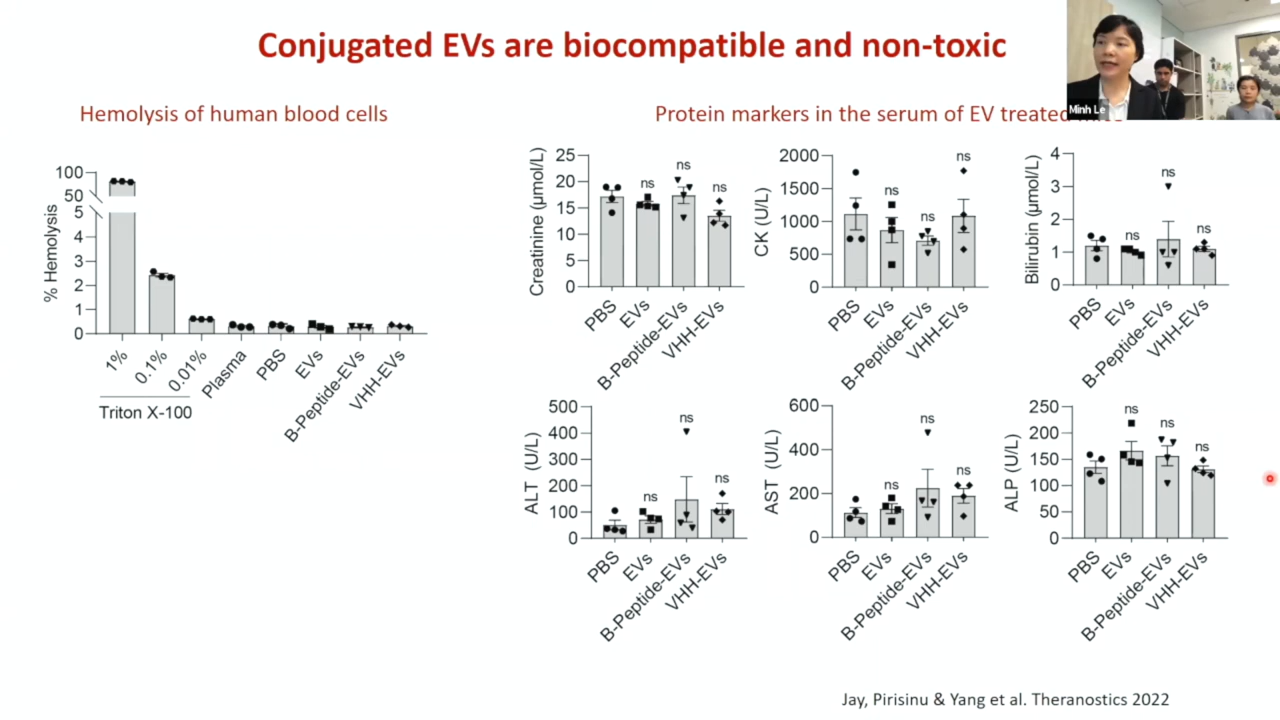 Conjugated EVs are biocompatible and non-toxic
Minh Le
Hemolysis of human blood cells
Protein markers in the serum of EV treated
% Hemolysis
100
50
5
3
2
1
0
1%
0.1%
0.01%
Plasma
PBS
EVs
B-Peptide-EVs
VHH-EVs
Triton X-100
Creatinine (μmol/L)
25
20
15
10
5
0
ns
ns
ns
PBS
EVs
B-Peptide-EVs
VHH-EVs
CK (U/L)
2000
1500
1000
500
0
ns
ns
ns
PBS
EVs
B-Peptide-EVs
VHH-EVs
Bilirubin (μmol/L)
4
3
2
1
0
ns
ns
ns
PBS
EVs
B-Peptide-EVs
VHH-EVs
ALT (U/L)
500
400
300
200
100
0
ns
ns
ns
PBS
EVs
B-Peptide-EVs
VHH-EVs
AST (U/L)
600
400
200
0
ns
ns
ns
PBS
EVs
B-Peptide-EVs
VHH-EVs
ALP (U/L)
250
200
150
100
50
0
ns
ns
ns
PBS
EVs
B-Peptide-EVs
VHH-EVs
Jay, Pirisinu & Yang et al. Theranostics 2022